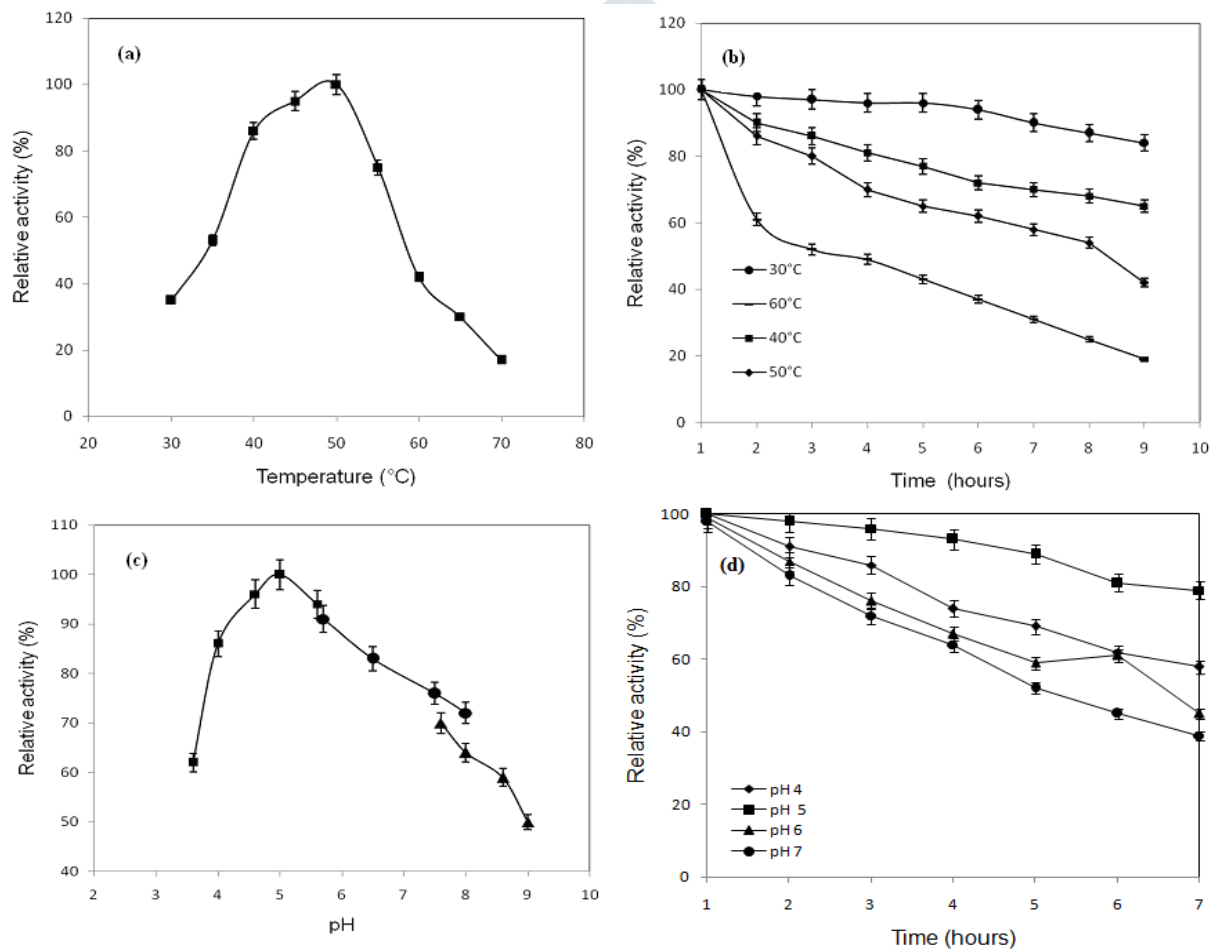 (a)
120
100
80
60
40
20
0
20 30 40 50 60 70 80
Temperature (°C)
Relative activity (%)
(b)
120
100
80
60
40
20
0
1 2 3 4 5 6 7 8 9 10
Time (hours)
Relative activity (%)
30°C
60°C
40°C
50°C
(c)
110
100
90
80
70
60
50
40
2 3 4 5 6 7 8 9 10
pH
Relative activity (%)
(d)
100
80
60
40
20
0
1 2 3 4 5 6 7
Time (hours)
Relative activity (%)
pH 4
pH 5
pH 6
pH 7